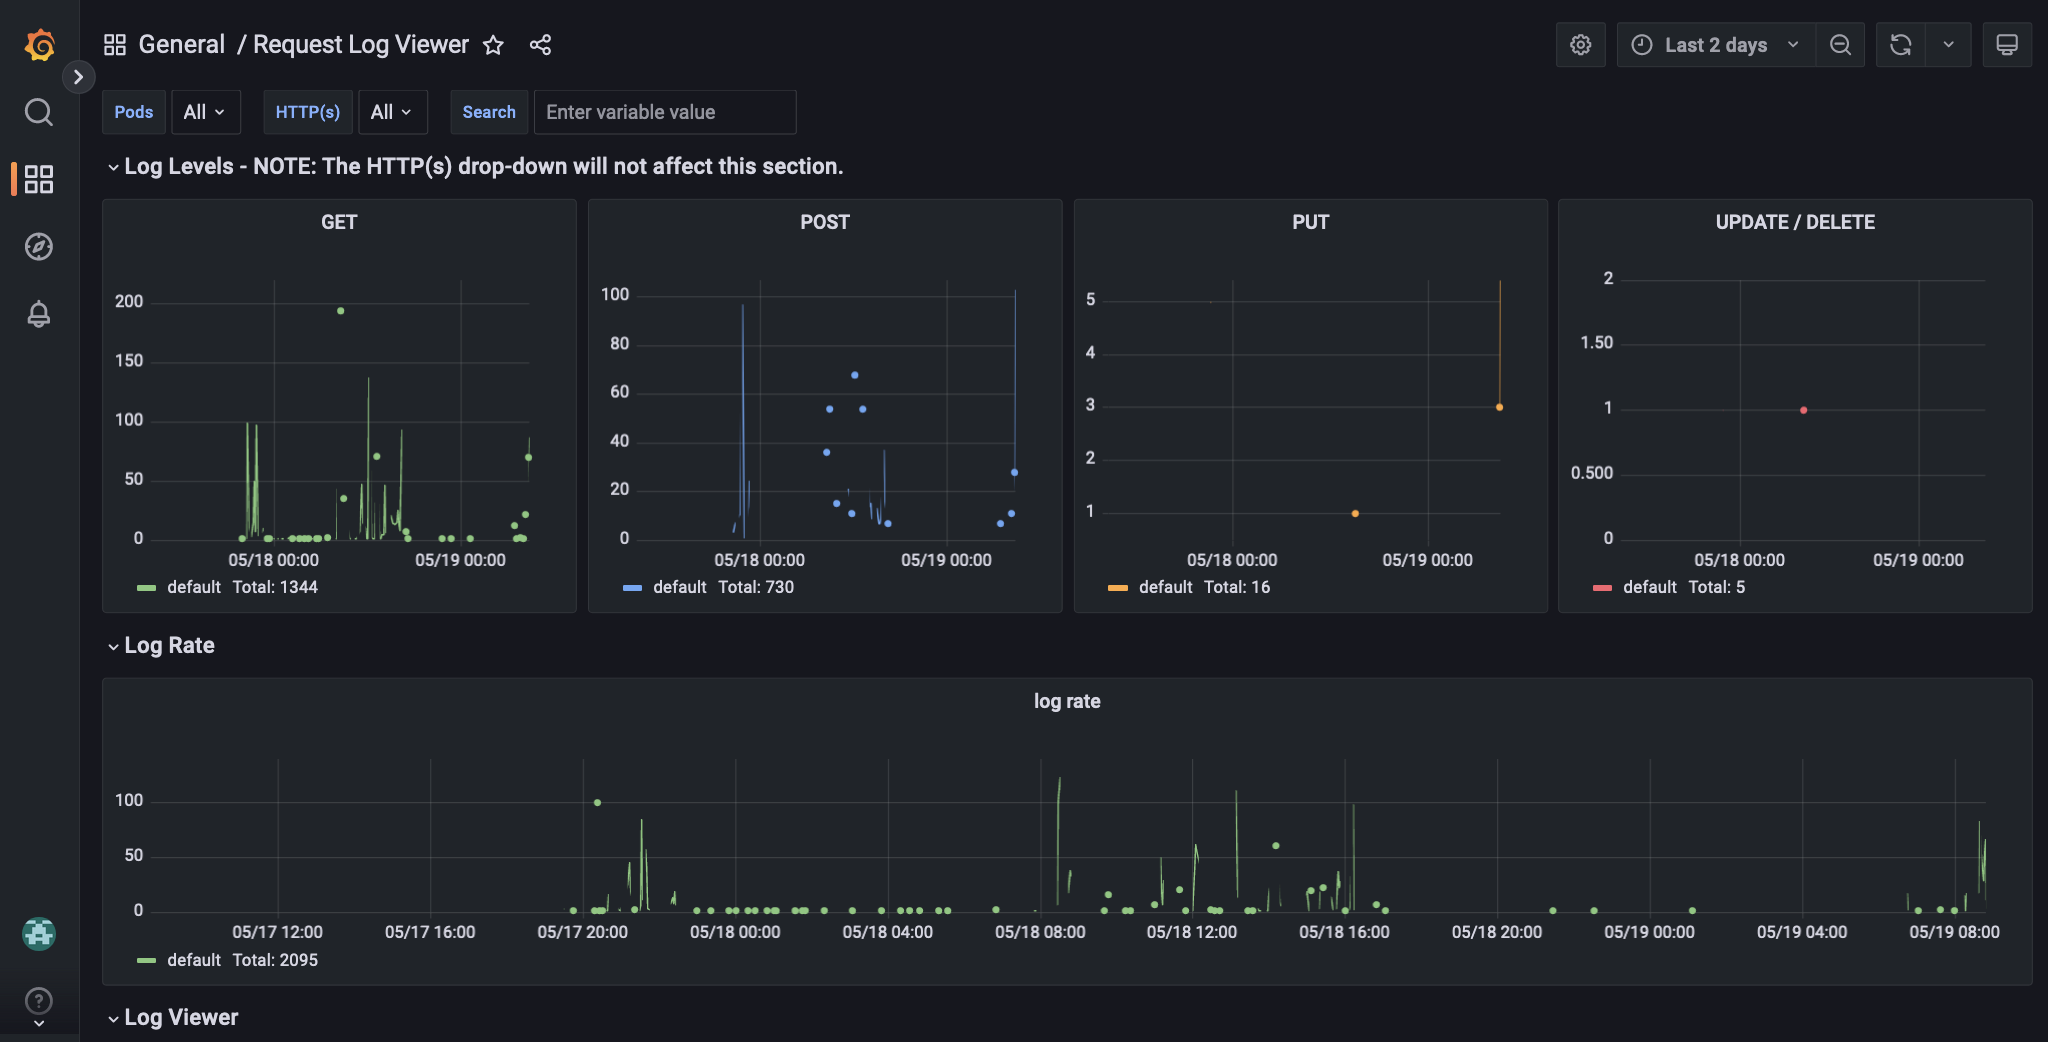 General / Request Log Viewer
Last 2 days
Pods All HTTP(s) All Search Enter variable value
Log Levels - NOTE: The HTTP(s) drop-down will not affect this section.
GET
200
150
100
50
0
05/18 00:00 05/19 00:00
default Total: 1344
POST
100
80
60
40
20
0
05/18 00:00 05/19 00:00
default Total: 730
PUT
5
4
3
2
1
05/18 00:00 05/19 00:00
default Total: 16
UPDATE / DELETE
2
1.50
1
0.500
0
05/18 00:00 05/19 00:00
default Total: 5
Log Rate
log rate
100
50
0
05/17 12:00 05/17 16:00 05/17 20:00 05/18 00:00 05/18 04:00 05/18 08:00 05/18 12:00 05/18 16:00 05/18 20:00 05/19 00:00 05/19 04:00 05/19 08:00
default Total: 2095
Log Viewer